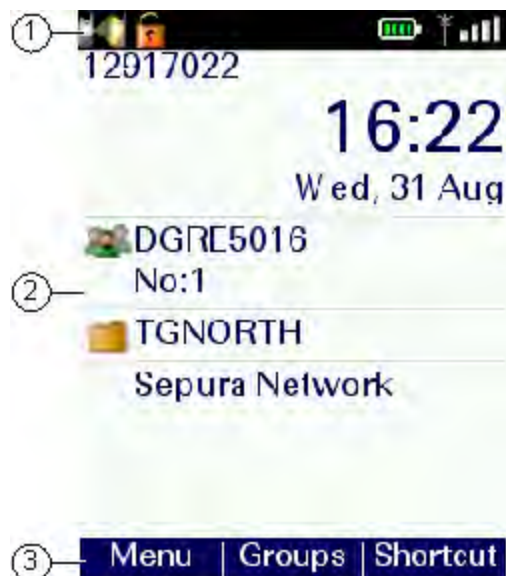 1
12917022
16:22
Wed, 31 Aug
DGRE5016
2
No:1
TGNORTH
Sepura Network
3
Menu | Groups | Shortcut